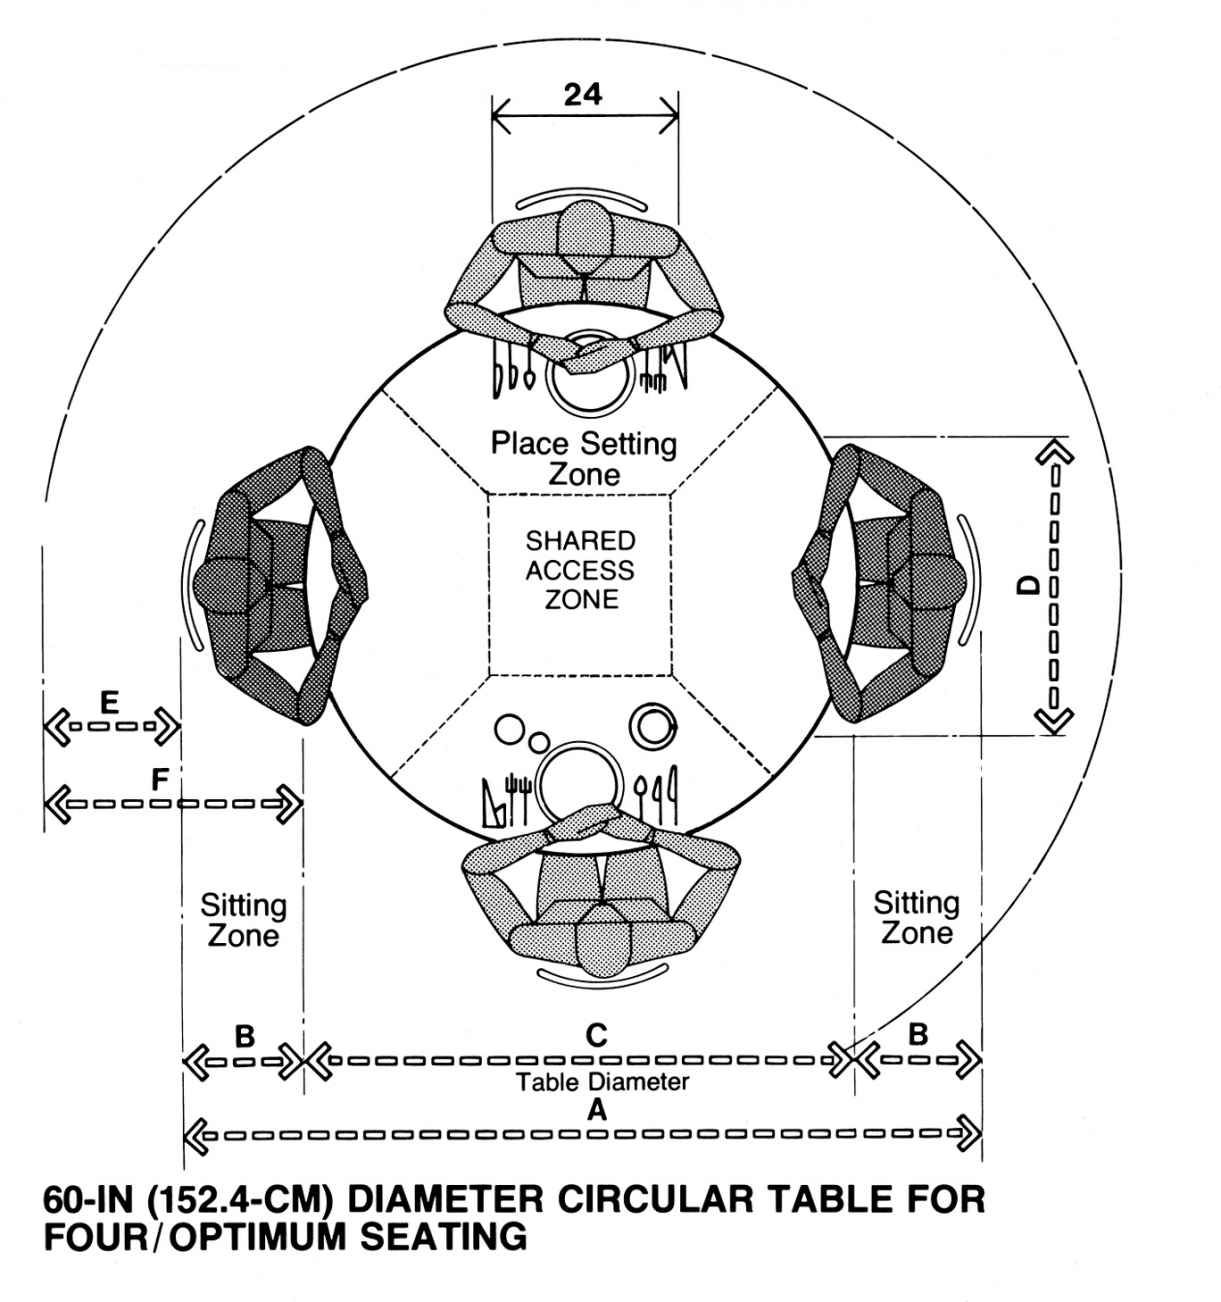 24
Place Setting
Zone
SHARED
ACCESS
ZONE
D
E
F
Sitting
Zone
Sitting
Zone
B
C
B
Table Diameter
A
60-IN (152.4-CM) DIAMETER CIRCULAR TABLE FOR
FOUR/OPTIMUM SEATING